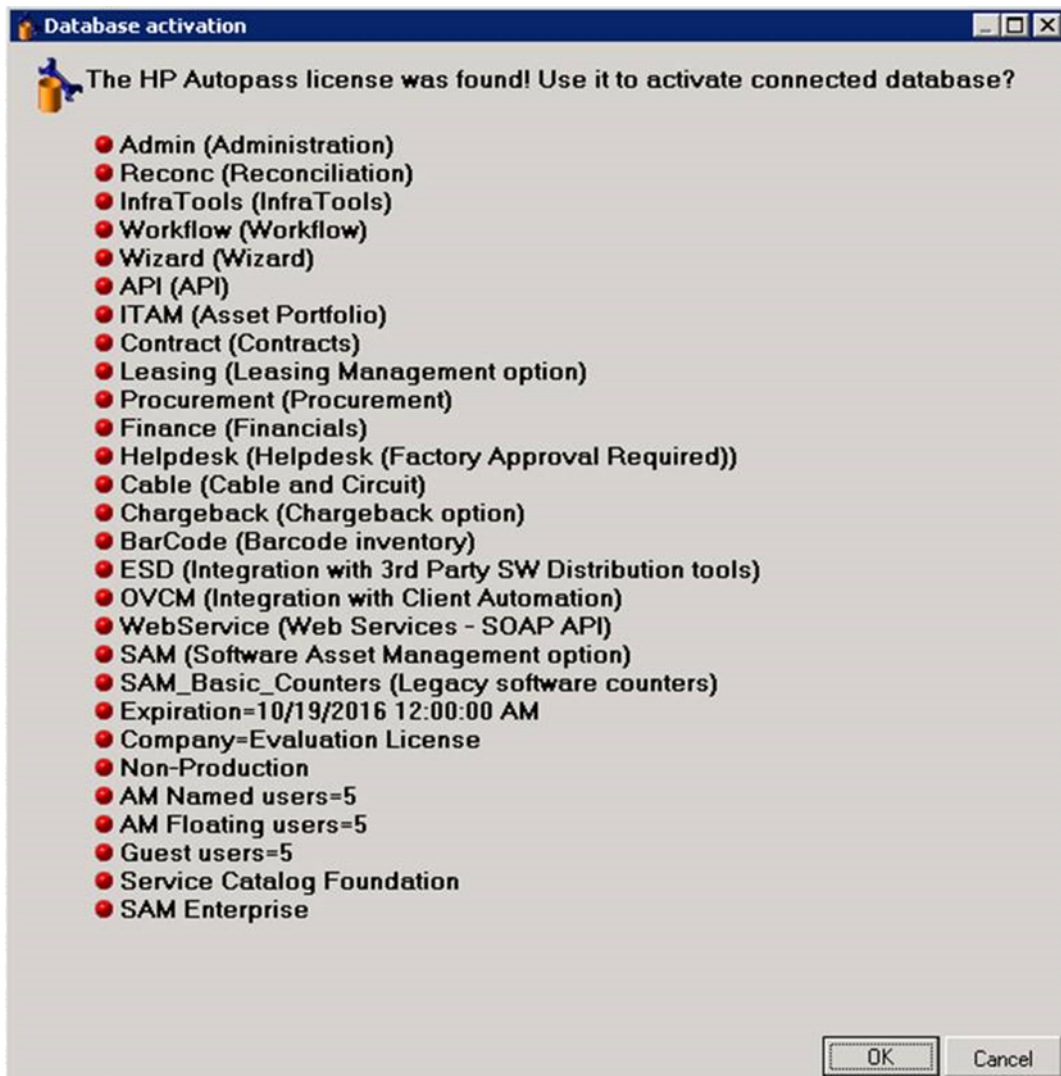 Database activation
The HP Autopass license was found! Use it to activate connected database?
Admin (Administration)
Reconc (Reconciliation)
InfraTools (InfraTools)
Workflow (Workflow)
Wizard (Wizard)
API (API)
ITAM (Asset Portfolio)
Contract (Contracts)
Leasing (Leasing Management option)
Procurement (Procurement)
Finance (Financials)
Helpdesk (Helpdesk (Factory Approval Required))
Cable (Cable and Circuit)
Chargeback (Chargeback option)
BarCode (Barcode inventory)
ESD (Integration with 3rd Party SW Distribution tools)
OVCM (Integration with Client Automation)
WebService (Web Services - SOAP API)
SAM (Software Asset Management option)
SAM_Basic_Counters (Legacy software counters)
Expiration=10/19/2016 12:00:00 AM
Company=Evaluation License
Non-Production
AM Named users=5
AM Floating users=5
Guest users=5
Service Catalog Foundation
SAM Enterprise
OK Cancel